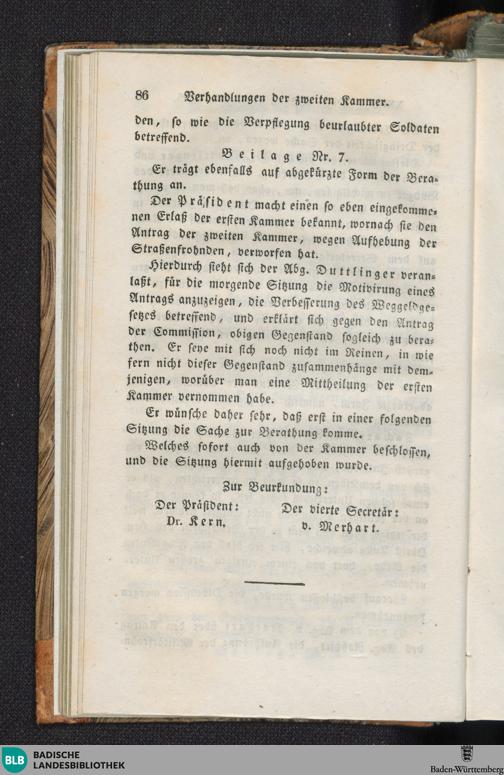 86 Verhandlungen der zweiten Kammer.
den, so wie die Verpflegung beurlaubter Soldaten
betreffend.
Beilage Nr. 7.
Er trägt ebenfalls auf abgekürzte Form der Bera-
thung an.
Der Präsident macht einen so eben eingekomme-
nen Erlaß der ersten Kammer bekannt, wornach sie den
Antrag der zweiten Kammer, wegen Aufhebung der
Straßenfrohnden, verworfen hat.
Hierdurch sieht sich der Abg. Duttlinger veran-
laßt, für die morgende Sitzung die Motivirung eines
Antrags anzuzeigen, die Verbesserung des Weggeldge-
setzes betreffend, und erklärt sich gegen den Antrag
der Commission, obigen Gegenstand sogleich zu bera-
then. Er seye mit sich noch nicht im Reinen, in wie
fern nicht dieser Gegenstand zusammenhänge mit dem-
jenigen, worüber man eine Mittheilung der ersten
Kammer vernommen habe.
Er wünsche daher sehr, daß erst in einer folgenden
Sitzung die Sache zur Berathung komme.
Welches sofort auch von der Kammer beschlossen,
und die Sitzung hiermit aufgehoben wurde.
Zur Beurkundung:
Der Präsident: Der vierte Secretär:
Dr. Kern. v. Merhart.
BLB BADISCHE
LANDESBIBLIOTHEK
Baden-Württemberg